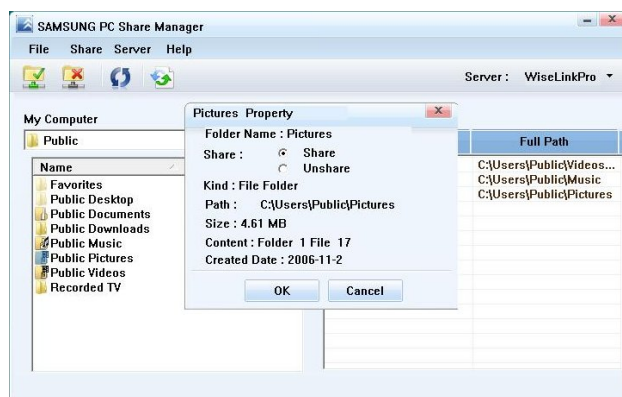 SAMSUNG PC Share Manager
File Share Server Help
Server : WiseLinkPro
My Computer
Public
Name
Favorites
Public Desktop
Public Documents
Public Downloads
Public Music
Public Pictures
Public Videos
Recorded TV
Pictures Property
Folder Name : Pictures
Share : Share
Unshare
Kind : File Folder
Path : C:\Users\Public\Pictures
Size : 4.61 MB
Content : Folder 1 File 17
Created Date : 2006-11-2
OK Cancel
Full Path
C:\Users\Public\Videos...
C:\Users\Public\Music
C:\Users\Public\Pictures